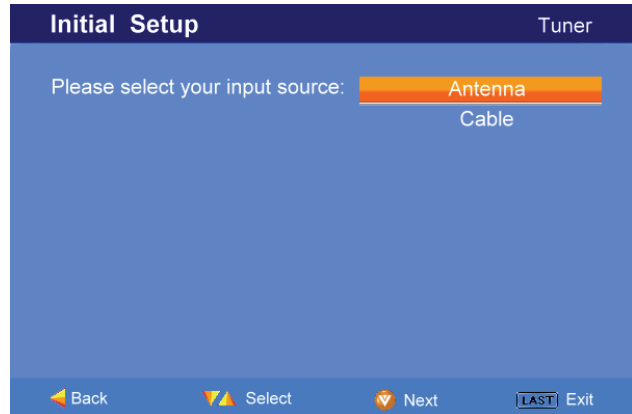 Initial Setup Tuner
Please select your input source: Antenna
Cable
Back Select Next LAST Exit